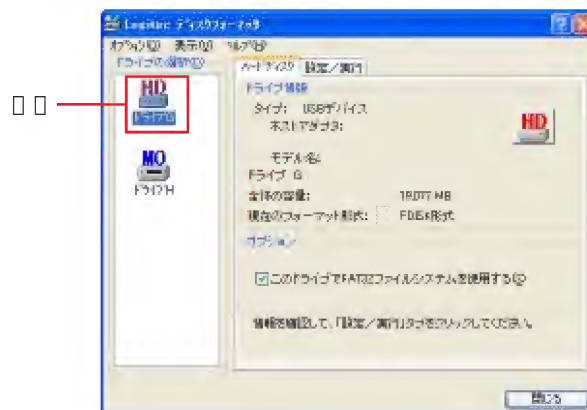 Logitec ディスクフォーマッタ
オプション(O) 表示(V) ヘルプ(H)
ドライブの選択(D)
HD
ドライブG
MO
ドライブH
ハードディスク 設定／実行
ドライブ情報
タイプ: USBデバイス
ホストアダプタ:
HD
モデル名:
ドライブ G
全体の容量: 19077 MB
現在のフォーマット形式: FDISK形式
オプション
このドライブでFAT32ファイルシステムを使用する
情報を確認して、「設定／実行」タブをクリックしてください。
閉じる